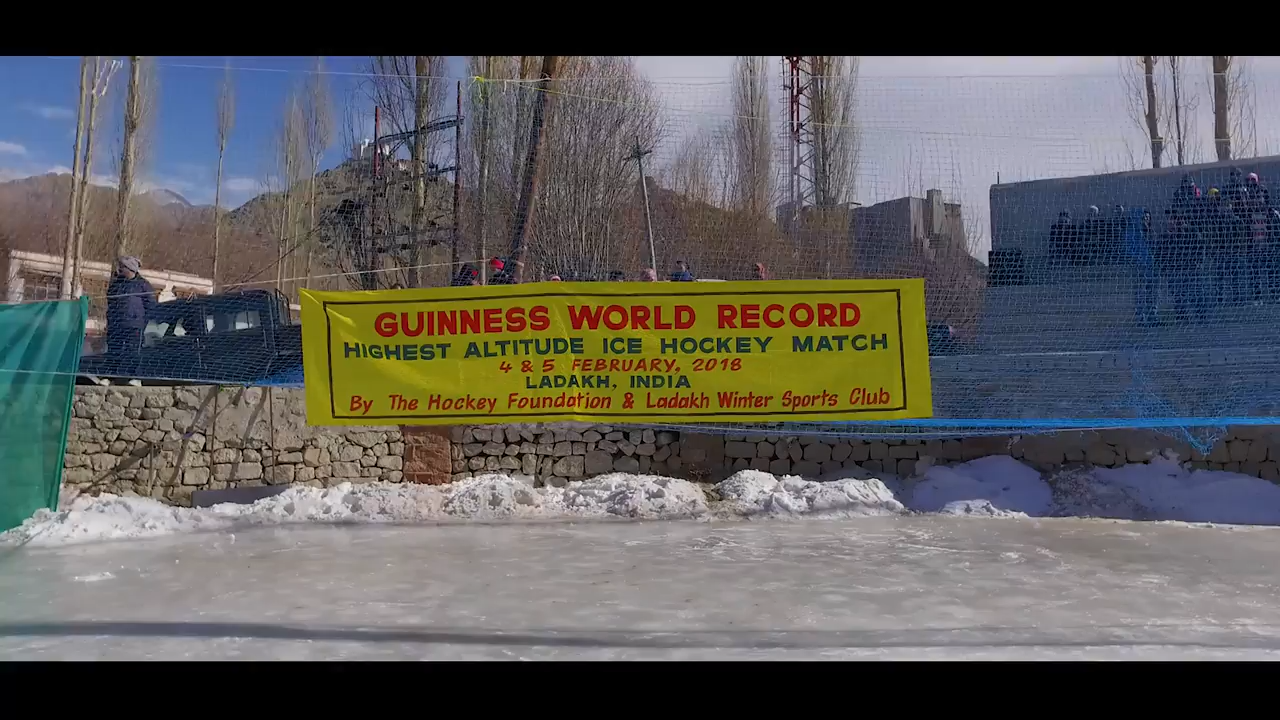 GUINNESS WORLD RECORD
HIGHEST ALTITUDE ICE HOCKEY MATCH
4 & 5 FEBRUARY, 2018
LADAKH, INDIA
By The Hockey Foundation & Ladakh Winter Sports Club